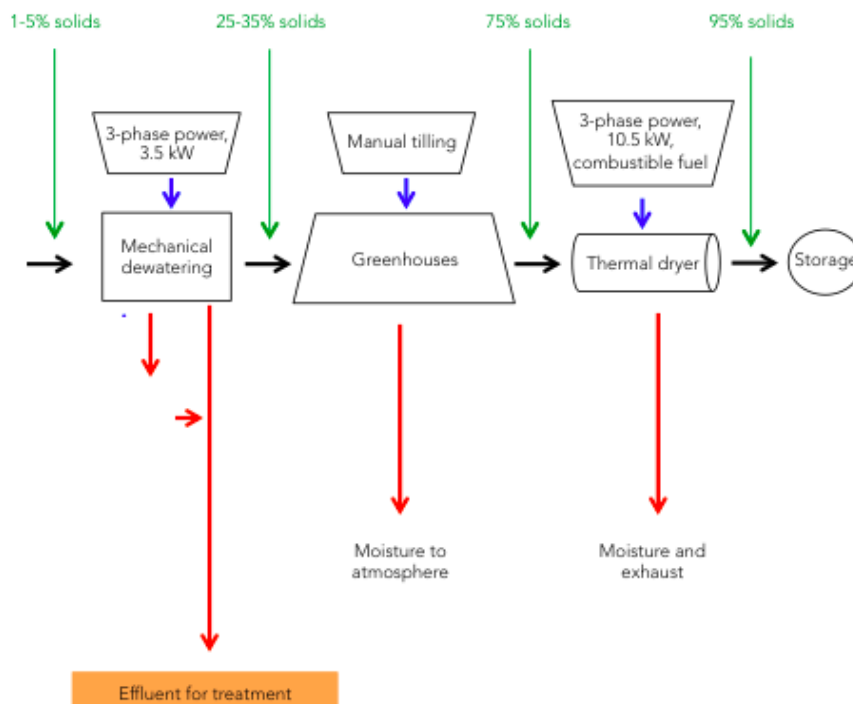 1-5% solids
25-35% solids
75% solids
95% solids
3-phase power,
3.5 kW
Manual tilling
3-phase power,
10.5 kW,
combustible fuel
Mechanical
dewatering
Greenhouses
Thermal dryer
Storage
Moisture to
atmosphere
Moisture and
exhaust
Effluent for treatment